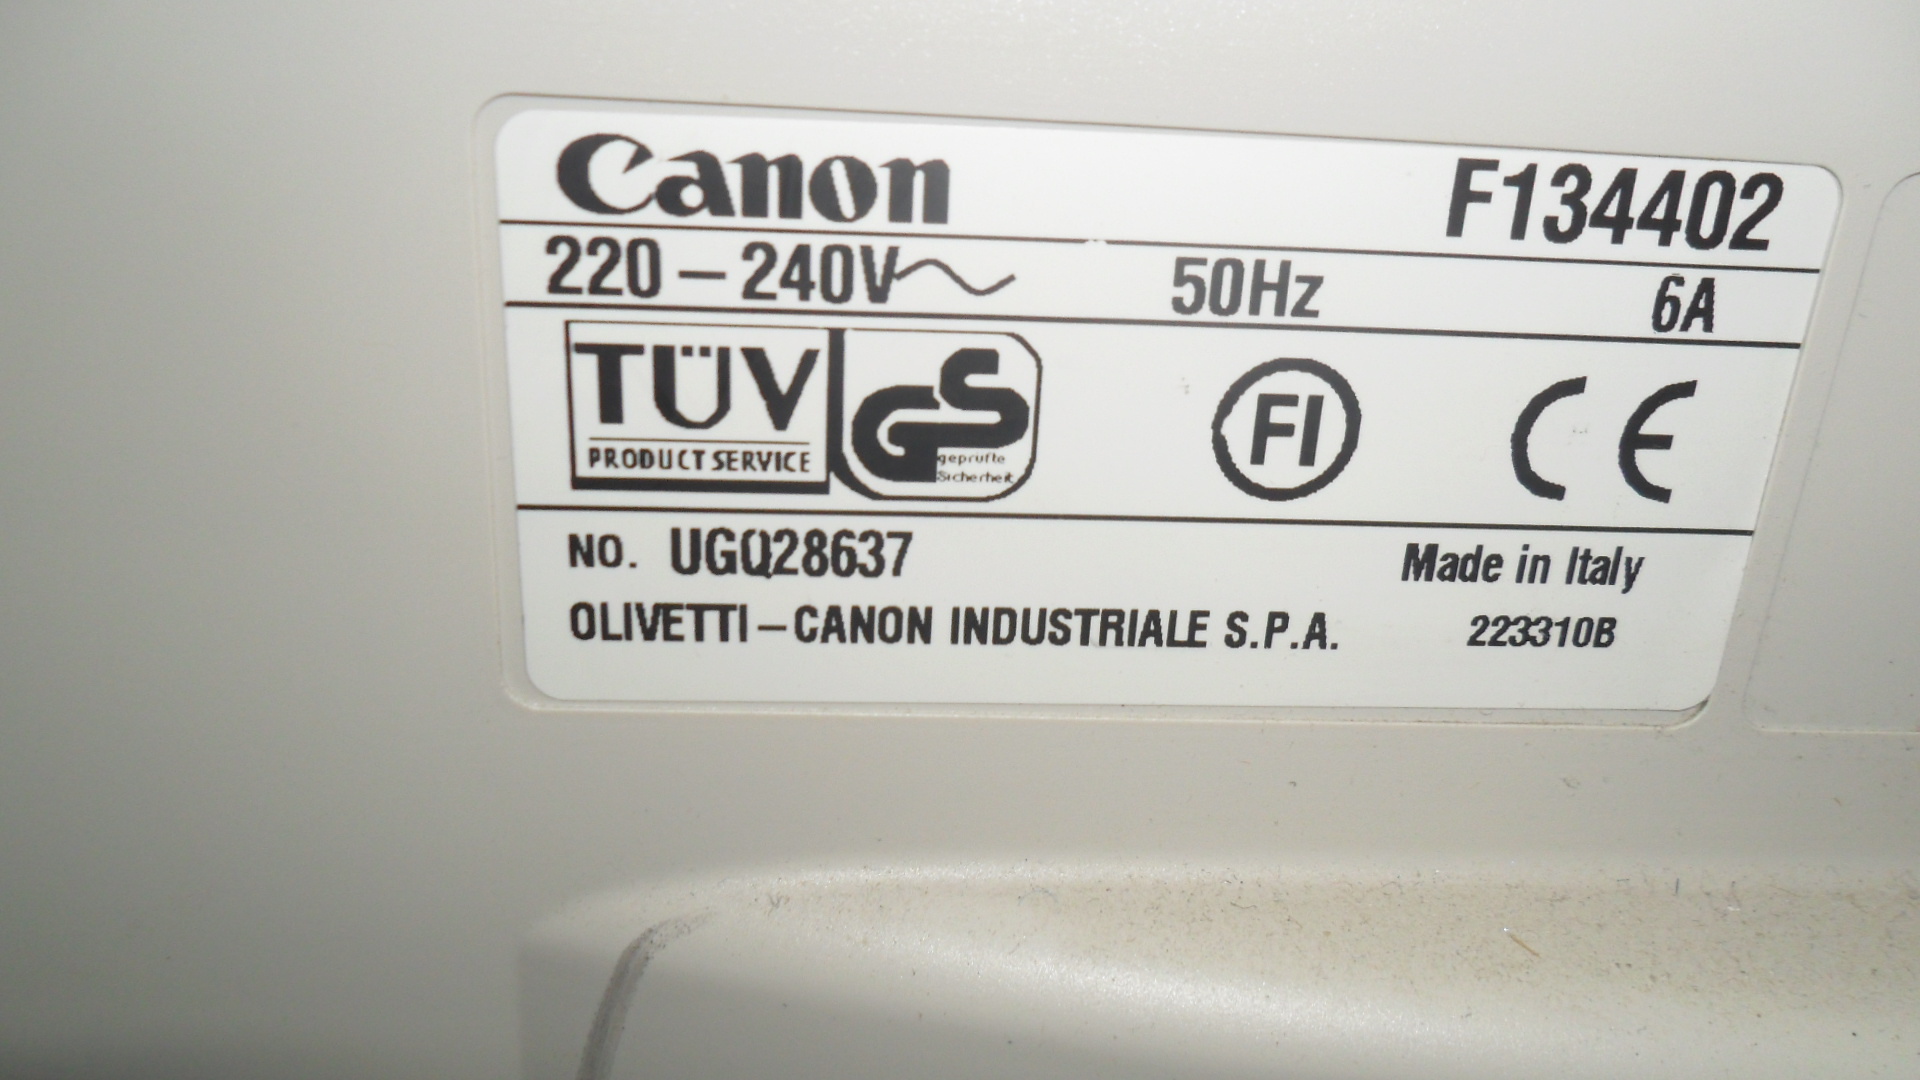 Canon F134402
220-240V~ 50Hz 6A
TÜV
PRODUCT SERVICE
GS
geprüfte
Sicherheit
FI
CE
NO. UGQ28637 Made in Italy
OLIVETTI-CANON INDUSTRIALE S.P.A. 223310B